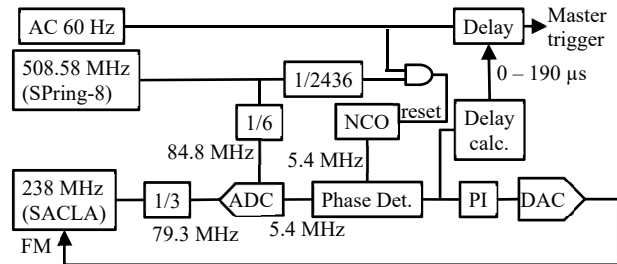 AC 60 Hz
Delay
Master
trigger
508.58 MHz
(SPring-8)
1/2436
0 – 190 µs
1/6
NCO
reset
Delay
calc.
84.8 MHz
5.4 MHz
238 MHz
(SACLA)
1/3
ADC
Phase Det.
PI
DAC
79.3 MHz
5.4 MHz
FM